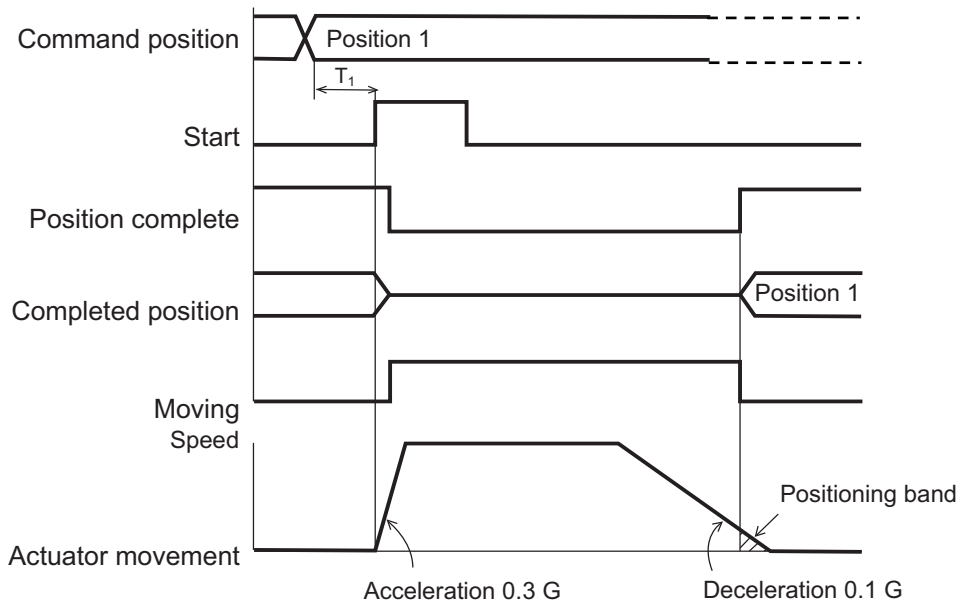 Command position
Position 1
T₁
Start
Position complete
Completed position
Position 1
Moving
Speed
Positioning band
Actuator movement
Acceleration 0.3 G
Deceleration 0.1 G